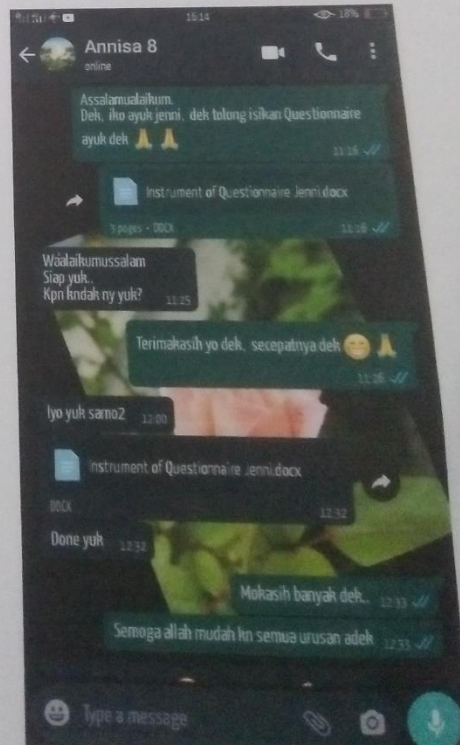 16:14
18%
Annisa 8
online
Assalamualaikum.
Dek, iko ayuk jenni, dek tolong isikan Questionnaire
ayuk dek 🙏 🙏
11:16
Instrument of Questionnaire Jenni.docx
5 pages - DOCX
11:16
Waalaikumussalam
Siap yuk..
Kpn kndak ny yuk?
11:25
Terimakasih yo dek, secepatnya dek 😁 🙏
11:26
Iyo yuk samo2
12:00
Instrument of Questionnaire Jenni.docx
DOCX
12:32
Done yuk
12:32
Mokasih banyak dek..
12:33
Semoga allah mudah kn semua urusan adek
12:33
Type a message